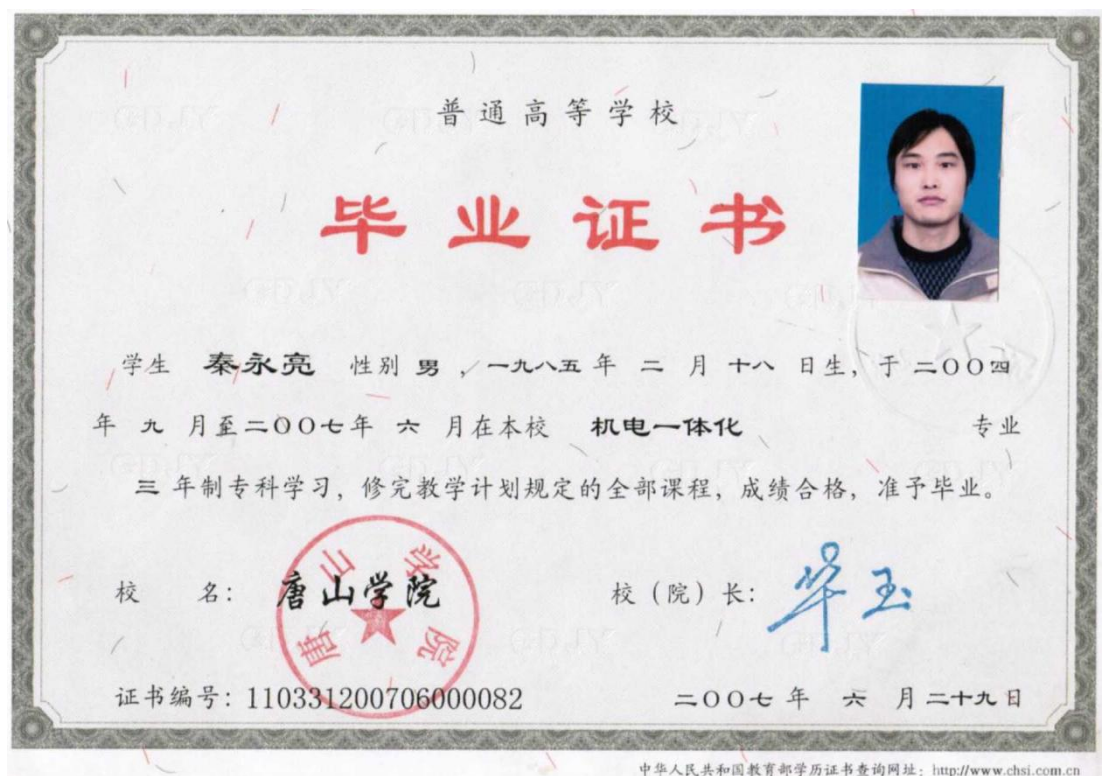 普通高等学校
毕业证书
学生 秦永亮 性别 男 ，一九八五 年 二 月 十八 日生，于 二〇〇四
年 九 月至二〇〇七年 六 月在本校 机电一体化 专业
三 年制专科学习，修完教学计划规定的全部课程，成绩合格，准予毕业。
校 名： 唐山学院 校（院）长：
唐山学院
证书编号：110331200706000082 二〇〇七 年 六 月二十九日
中华人民共和国教育部学历证书查询网址：http://www.chsi.com.cn